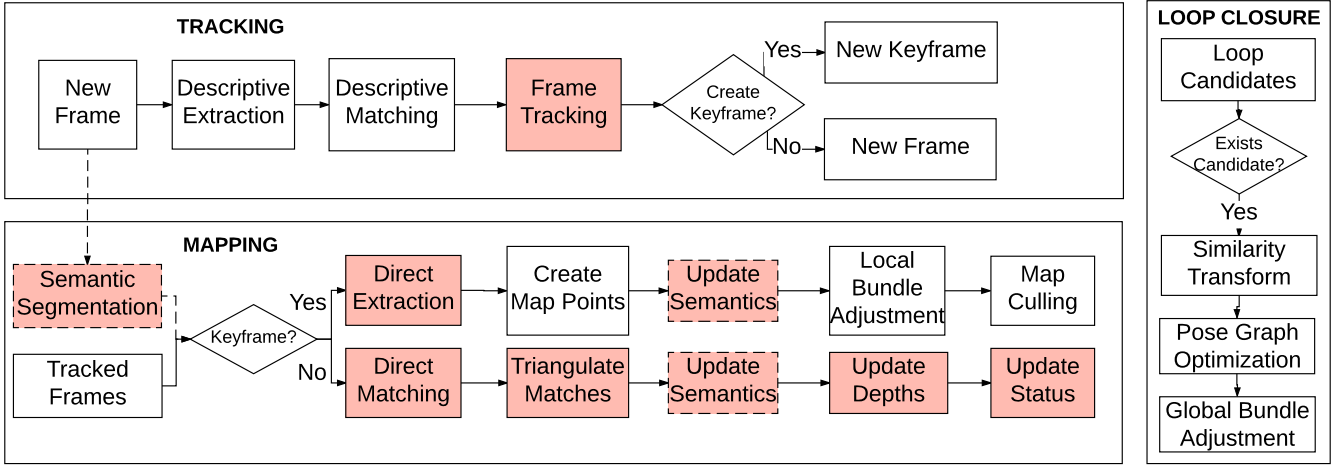 TRACKING
New
Frame
Descriptive
Extraction
Descriptive
Matching
Frame
Tracking
Create
Keyframe?
Yes
New Keyframe
No
New Frame
MAPPING
Semantic
Segmentation
Tracked
Frames
Keyframe?
Yes
Direct
Extraction
Create
Map Points
Update
Semantics
Local
Bundle
Adjustment
Map
Culling
No
Direct
Matching
Triangulate
Matches
Update
Semantics
Update
Depths
Update
Status
LOOP CLOSURE
Loop
Candidates
Exists
Candidate?
Yes
Similarity
Transform
Pose Graph
Optimization
Global Bundle
Adjustment